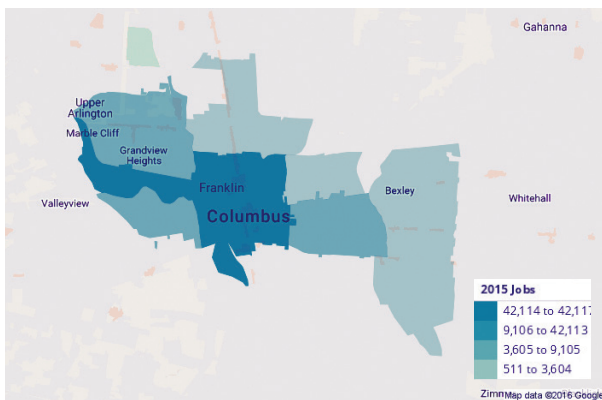 Gahanna
Upper
Arlington
Marble Cliff
Grandview
Heights
Franklin
Bexley
Valleyview
Whitehall
Columbus
2015 Jobs
42,114 to 42,117
9,106 to 42,113
3,605 to 9,105
511 to 3,604
Map data ©2016 Google